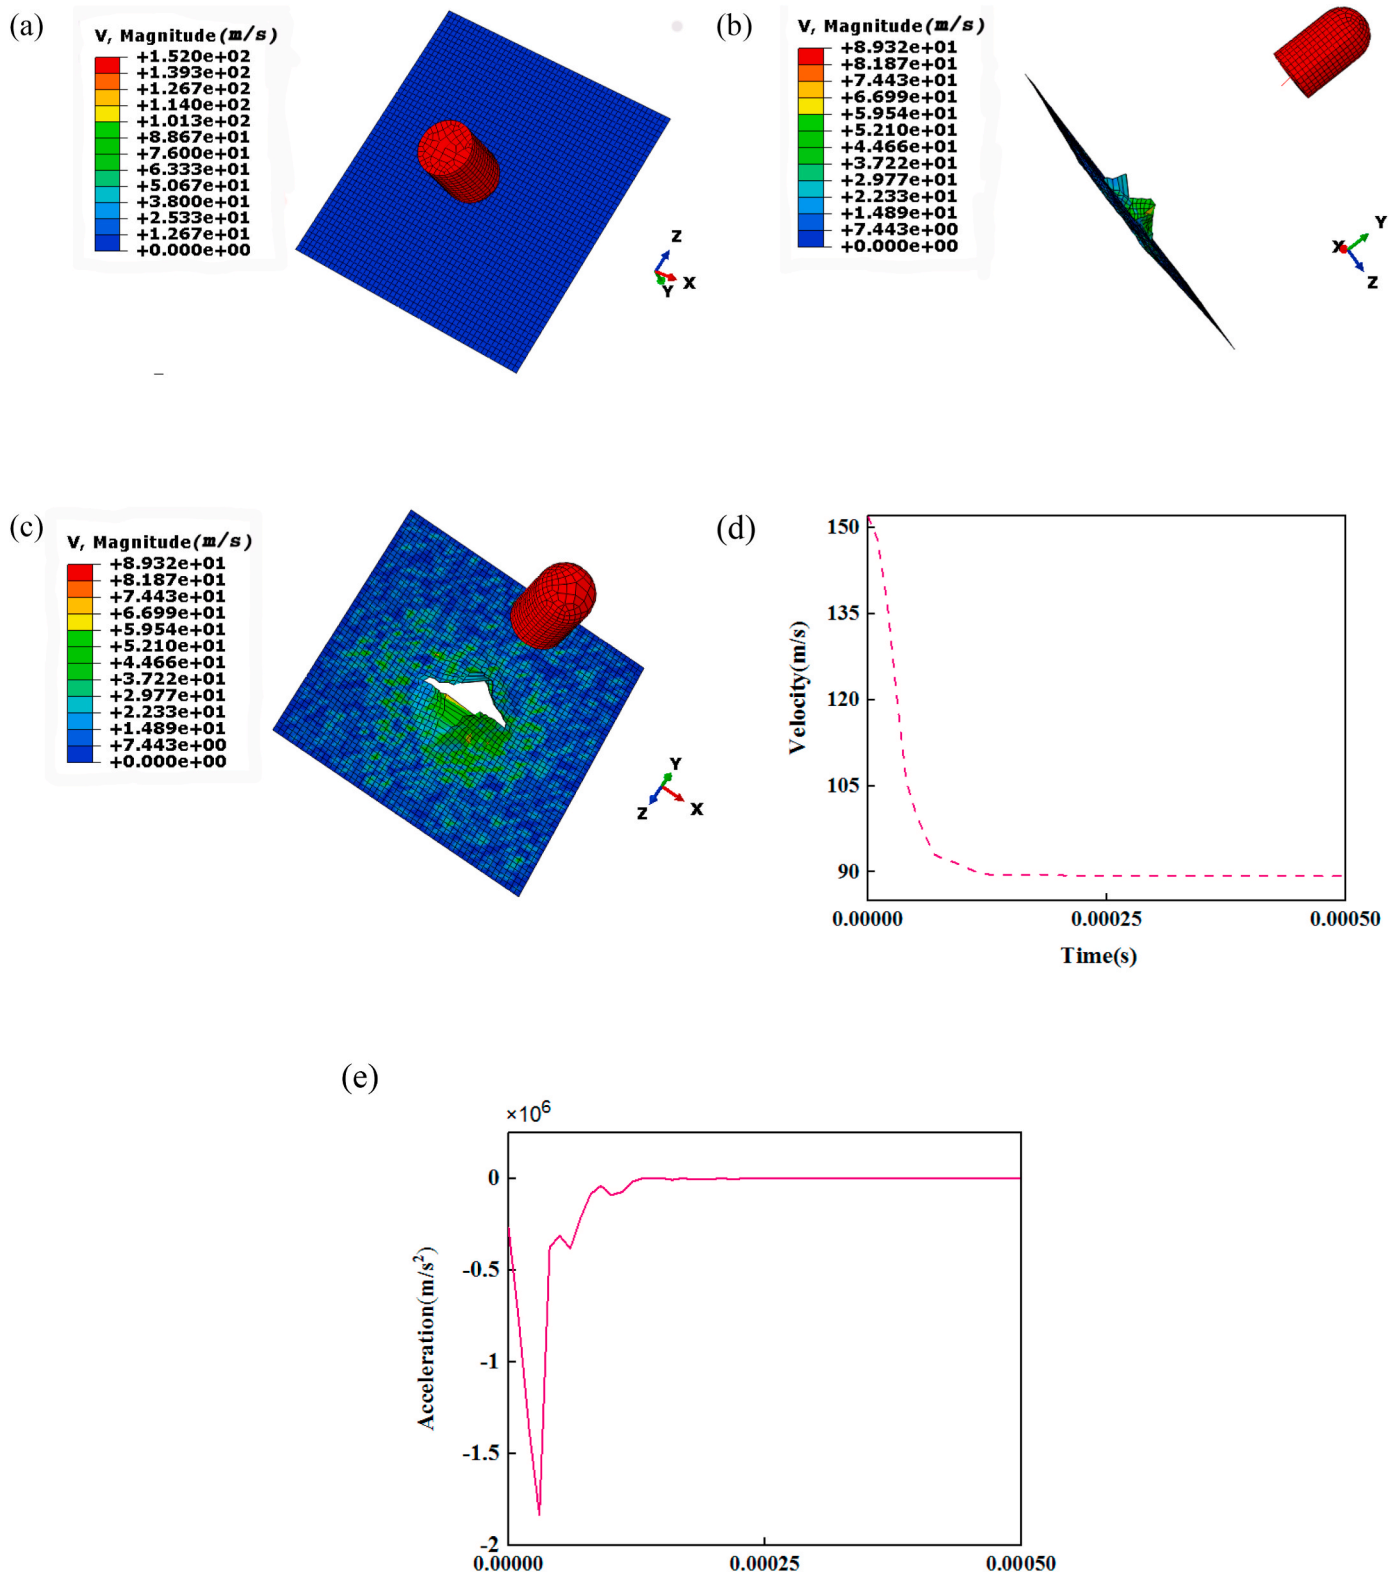 (a)
V, Magnitude(m/s)
+1.520e+02
+1.393e+02
+1.267e+02
+1.140e+02
+1.013e+02
+8.867e+01
+7.600e+01
+6.333e+01
+5.067e+01
+3.800e+01
+2.533e+01
+1.267e+01
+0.000e+00
Z
X
Y
(b)
V, Magnitude(m/s)
+8.932e+01
+8.187e+01
+7.443e+01
+6.699e+01
+5.954e+01
+5.210e+01
+4.466e+01
+3.722e+01
+2.977e+01
+2.233e+01
+1.489e+01
+7.443e+00
+0.000e+00
Y
X
Z
(c)
V, Magnitude(m/s)
+8.932e+01
+8.187e+01
+7.443e+01
+6.699e+01
+5.954e+01
+5.210e+01
+4.466e+01
+3.722e+01
+2.977e+01
+2.233e+01
+1.489e+01
+7.443e+00
+0.000e+00
Y
Z
X
(d)
150
135
120
105
90
Velocity(m/s)
0.00000 0.00025 0.00050
Time(s)
(e)
×10⁶
0
-0.5
-1
-1.5
-2
Acceleration(m/s²)
0.00000 0.00025 0.00050